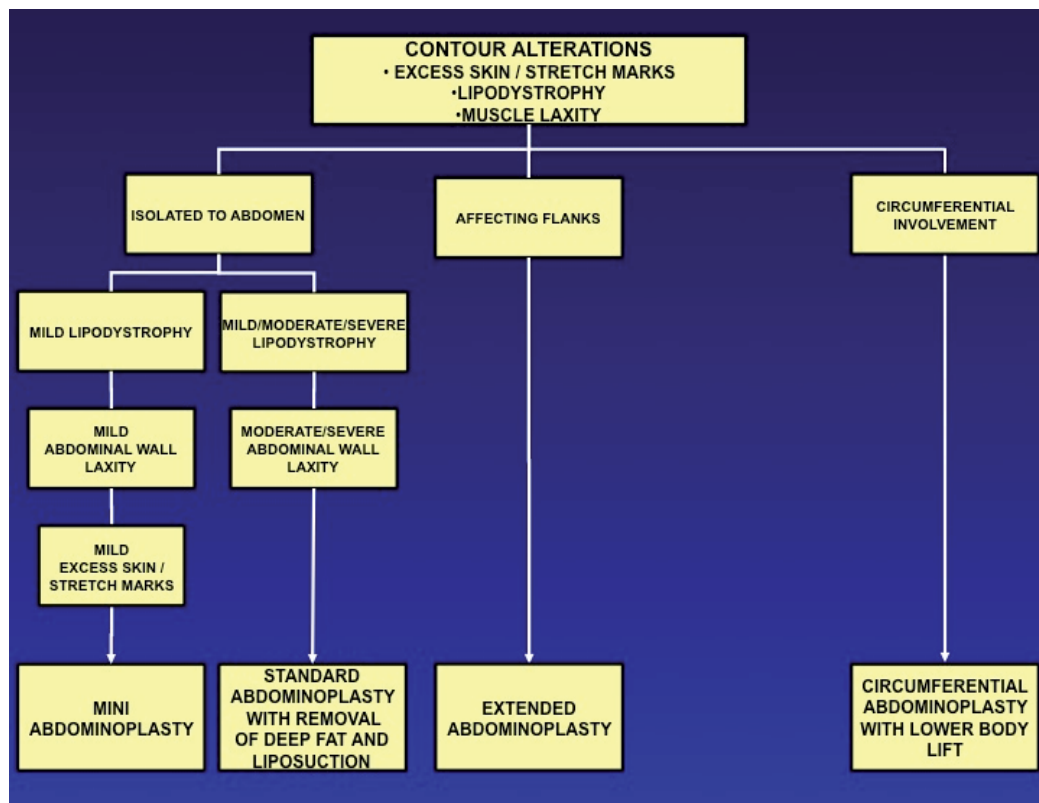 CONTOUR ALTERATIONS
• EXCESS SKIN / STRETCH MARKS
•LIPODYSTROPHY
•MUSCLE LAXITY
ISOLATED TO ABDOMEN
AFFECTING FLANKS
CIRCUMFERENTIAL
INVOLVEMENT
MILD LIPODYSTROPHY
MILD/MODERATE/SEVERE
LIPODYSTROPHY
MILD
ABDOMINAL WALL
LAXITY
MODERATE/SEVERE
ABDOMINAL WALL
LAXITY
MILD
EXCESS SKIN /
STRETCH MARKS
MINI
ABDOMINOPLASTY
STANDARD
ABDOMINOPLASTY
WITH REMOVAL
OF DEEP FAT AND
LIPOSUCTION
EXTENDED
ABDOMINOPLASTY
CIRCUMFERENTIAL
ABDOMINOPLASTY
WITH LOWER BODY
LIFT